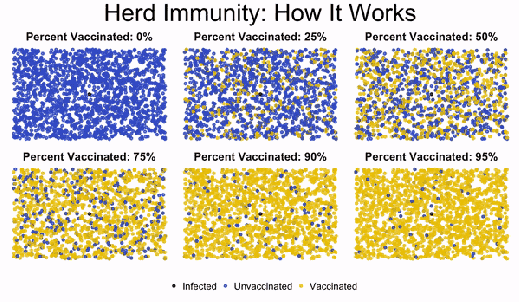 Herd Immunity: How It Works
Percent Vaccinated: 0%
Percent Vaccinated: 25%
Percent Vaccinated: 50%
Percent Vaccinated: 75%
Percent Vaccinated: 90%
Percent Vaccinated: 95%
Infected
Unvaccinated
Vaccinated